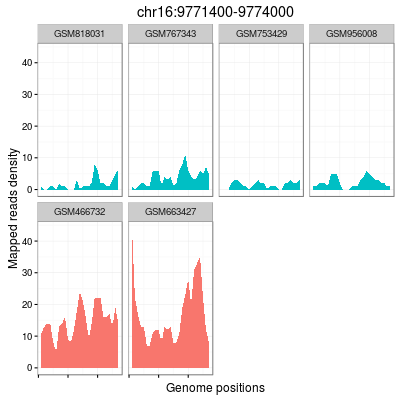 chr16:9771400-9774000
GSM818031 GSM767343 GSM753429 GSM956008
40
30
20
10
0
Mapped reads density
GSM466732 GSM663427
40
30
20
10
0
Genome positions